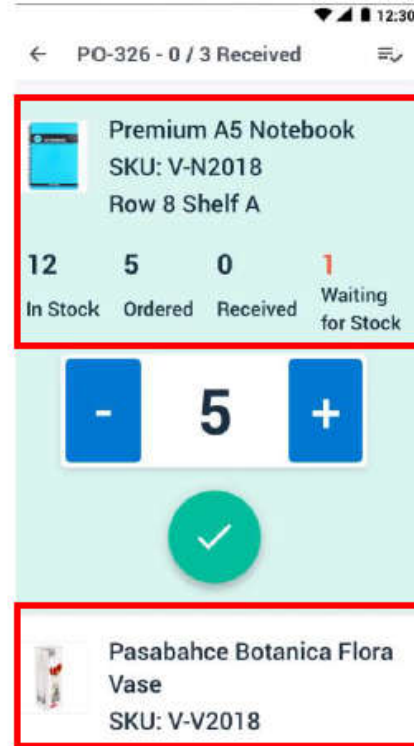 12:30
← PO-326 - 0 / 3 Received
Premium A5 Notebook
SKU: V-N2018
Row 8 Shelf A
12 5 0 1
In Stock Ordered Received Waiting for Stock
- 5 +
Pasabahce Botanica Flora
Vase
SKU: V-V2018